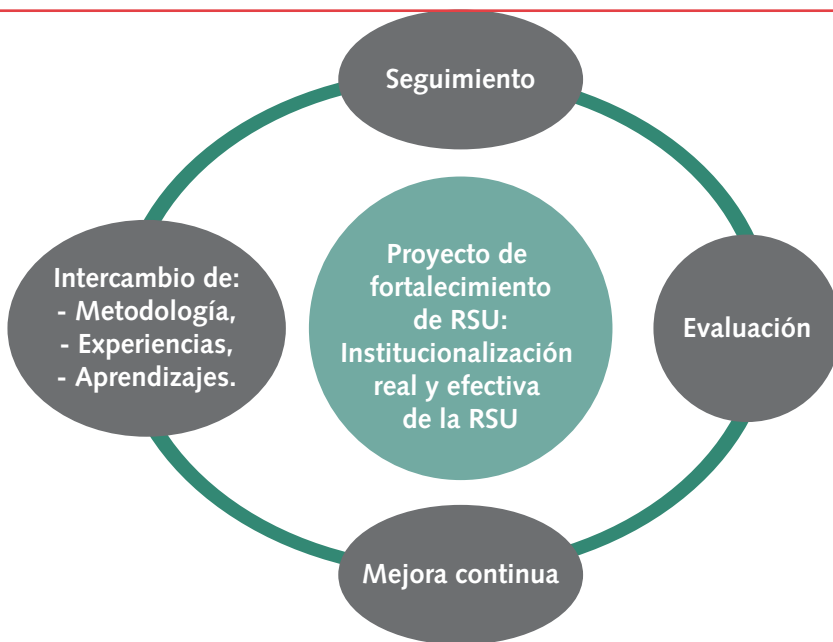 Seguimiento
Intercambio de:
- Metodología,
- Experiencias,
- Aprendizajes.
Proyecto de
fortalecimiento
de RSU:
Institucionalización
real y efectiva
de la RSU
Evaluación
Mejora continua